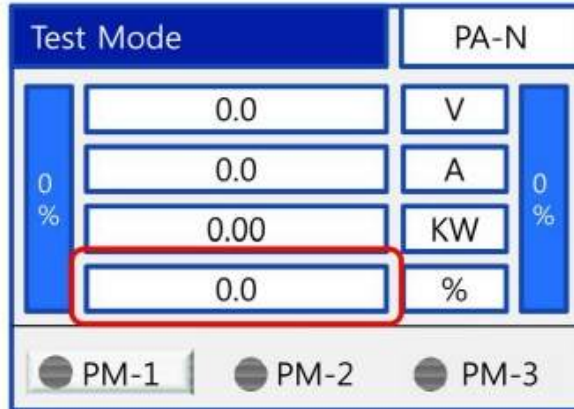 Test Mode PA-N
0.0 V
0.0 A
0 % 0.00 KW 0 %
0.0 %
PM-1 PM-2 PM-3